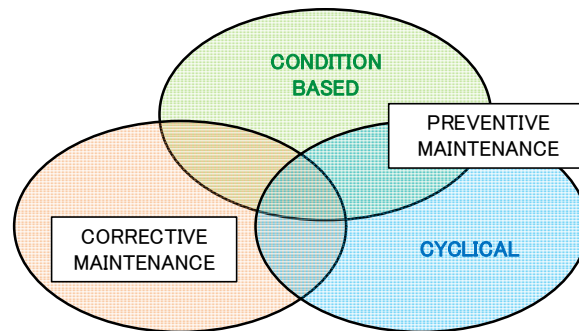 CONDITION
BASED
PREVENTIVE
MAINTENANCE
CORRECTIVE
MAINTENANCE
CYCLICAL